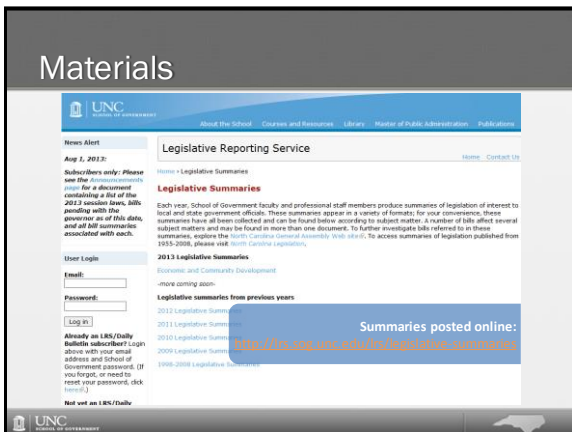 Materials
UNC
SCHOOL OF GOVERNMENT
About the School Courses and Resources Library Master of Public Administration Publications
News Alert
Aug 1, 2013:
Subscribers only: Please
see the Announcements
page for a document
containing a list of the
2013 session laws, bills
pending with the
governor as of this date,
and all bill summaries
associated with each.
User Login
Email:
Password:
Log in
Already an LRS/Daily
Bulletin subscriber? Login
above with your email
address and School of
Government password. (If
you forgot, or need to
reset your password, click
here.)
Not yet an LRS/Daily
Legislative Reporting Service
Home Contact Us
Home » Legislative Summaries
Legislative Summaries
Each year, School of Government faculty and professional staff members produce summaries of legislation of interest to
local and state government officials. These summaries appear in a variety of formats; for your convenience, these
summaries have all been collected and can be found below according to subject matter. A number of bills affect several
subject matters and may be found in more than one document. To further investigate bills referred to in these
summaries, explore the North Carolina General Assembly Web site. To access summaries of legislation published from
1955-2008, please visit North Carolina Legislation.
2013 Legislative Summaries
Economic and Community Development
-more coming soon-
Legislative summaries from previous years
2012 Legislative Summaries
2011 Legislative Summaries
2010 Legislative Summaries
2009 Legislative Summaries
1998-2008 Legislative Summaries
Summaries posted online:
http://lrs.sog.unc.edu/lrs/legislative-summaries
UNC
SCHOOL OF GOVERNMENT